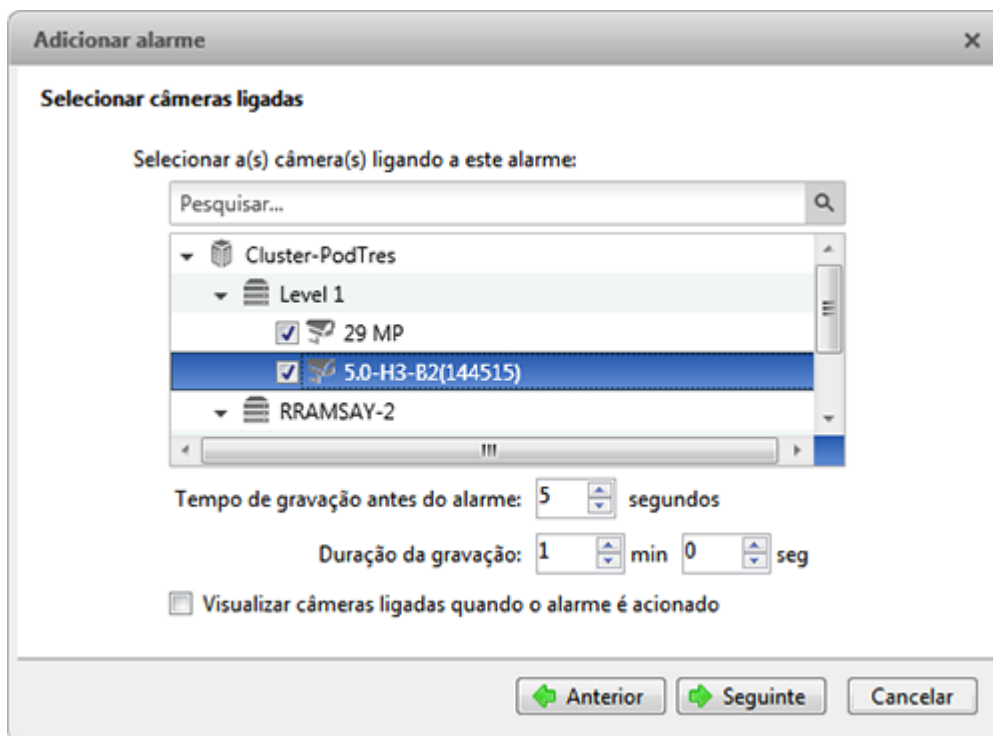 Adicionar alarme
Selecionar câmeras ligadas
Selecionar a(s) câmera(s) ligando a este alarme:
Pesquisar...
Cluster-PodTres
Level 1
29 MP
5.0-H3-B2(144515)
RRAMSAY-2
Tempo de gravação antes do alarme: 5 segundos
Duração da gravação: 1 min 0 seg
Visualizar câmeras ligadas quando o alarme é acionado
Anterior Seguinte Cancelar